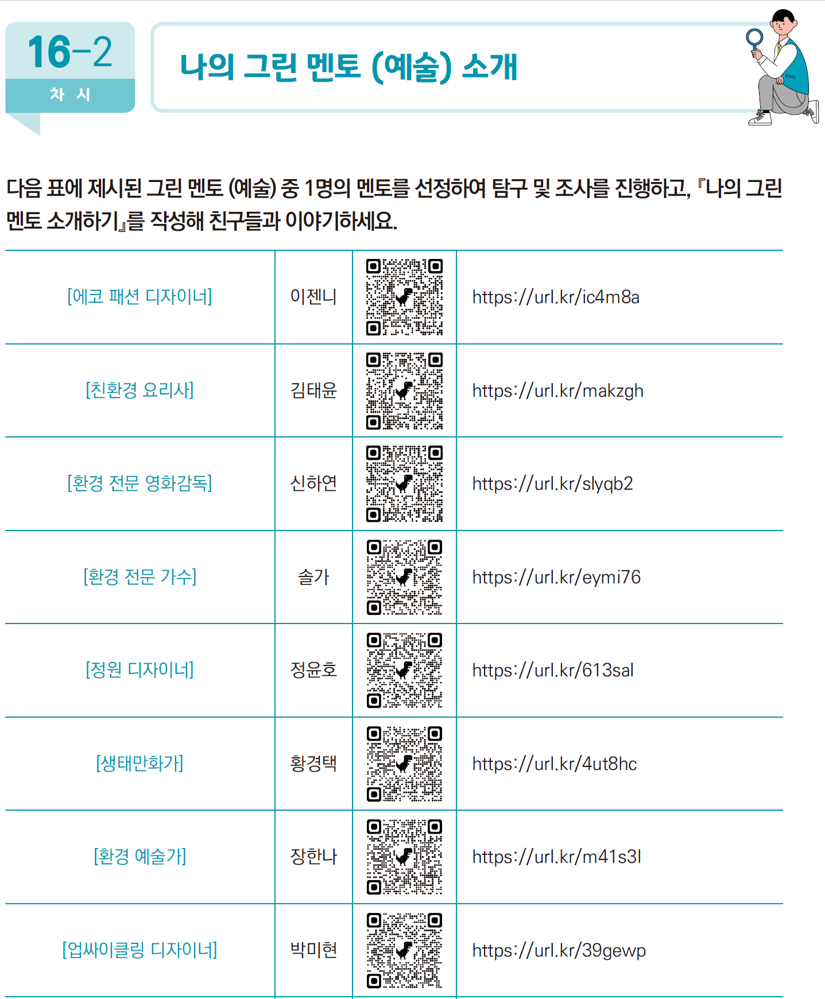 16-2
차 시
나의 그린 멘토 (예술) 소개
다음 표에 제시된 그린 멘토 (예술) 중 1명의 멘토를 선정하여 탐구 및 조사를 진행하고, 『나의 그린
멘토 소개하기』를 작성해 친구들과 이야기하세요.
[에코 패션 디자이너] 이젠니 https://url.kr/ic4m8a
[친환경 요리사] 김태윤 https://url.kr/makzgh
[환경 전문 영화감독] 신하연 https://url.kr/slyqb2
[환경 전문 가수] 솔가 https://url.kr/eymi76
[정원 디자이너] 정윤호 https://url.kr/613sal
[생태만화가] 황경택 https://url.kr/4ut8hc
[환경 예술가] 장한나 https://url.kr/m41s3l
[업싸이클링 디자이너] 박미현 https://url.kr/39gewp